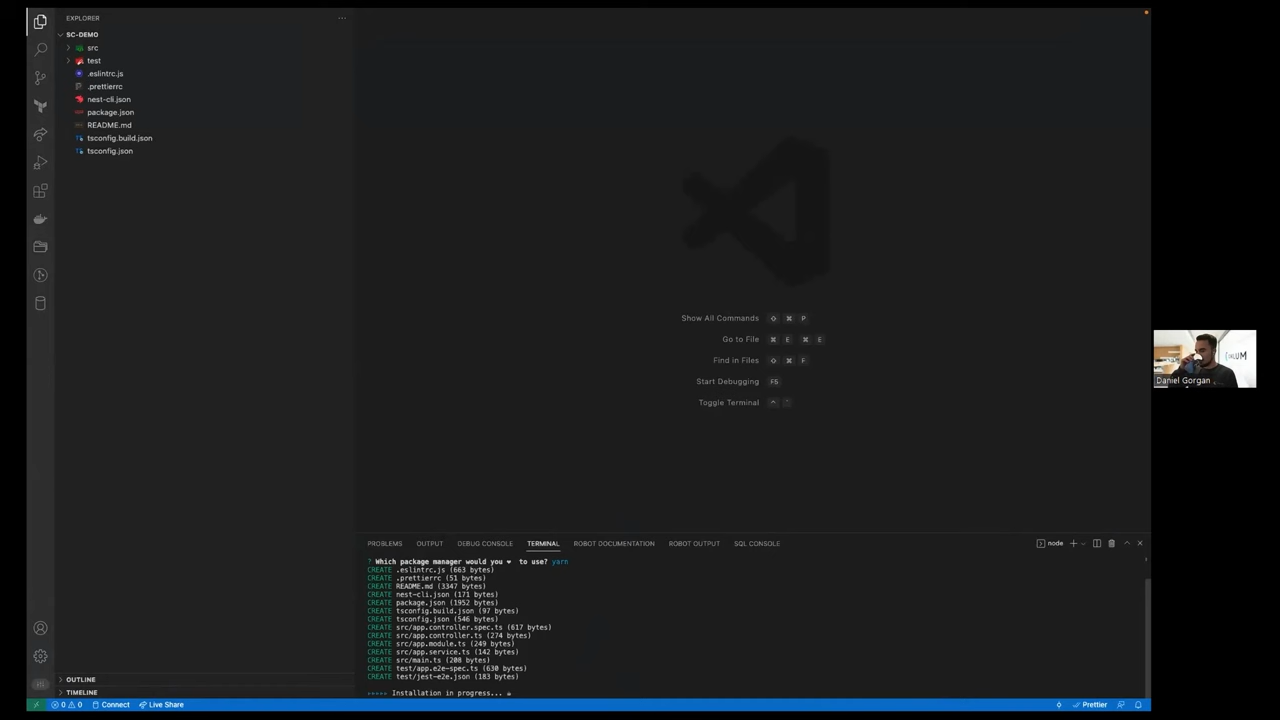 EXPLORER
SC-DEMO
src
test
.eslintrc.js
.prettierrc
nest-cli.json
package.json
README.md
tsconfig.build.json
tsconfig.json
OUTLINE
TIMELINE
Show All Commands ⇧ ⌘ P
Go to File ⌘ E ⌘ E
Find in Files ⇧ ⌘ F
Start Debugging F5
Toggle Terminal ^ `
PROBLEMS OUTPUT DEBUG CONSOLE TERMINAL ROBOT DOCUMENTATION ROBOT OUTPUT SQL CONSOLE
node
? Which package manager would you ❤ to use? yarn
CREATE .eslintrc.js (663 bytes)
CREATE .prettierrc (51 bytes)
CREATE README.md (3347 bytes)
CREATE nest-cli.json (171 bytes)
CREATE package.json (1952 bytes)
CREATE tsconfig.build.json (97 bytes)
CREATE tsconfig.json (546 bytes)
CREATE src/app.controller.spec.ts (617 bytes)
CREATE src/app.controller.ts (274 bytes)
CREATE src/app.module.ts (249 bytes)
CREATE src/app.service.ts (142 bytes)
CREATE src/main.ts (208 bytes)
CREATE test/app.e2e-spec.ts (630 bytes)
CREATE test/jest-e2e.json (183 bytes)
Installation in progress...
0 0 Connect Live Share
Prettier
Daniel Gorgan